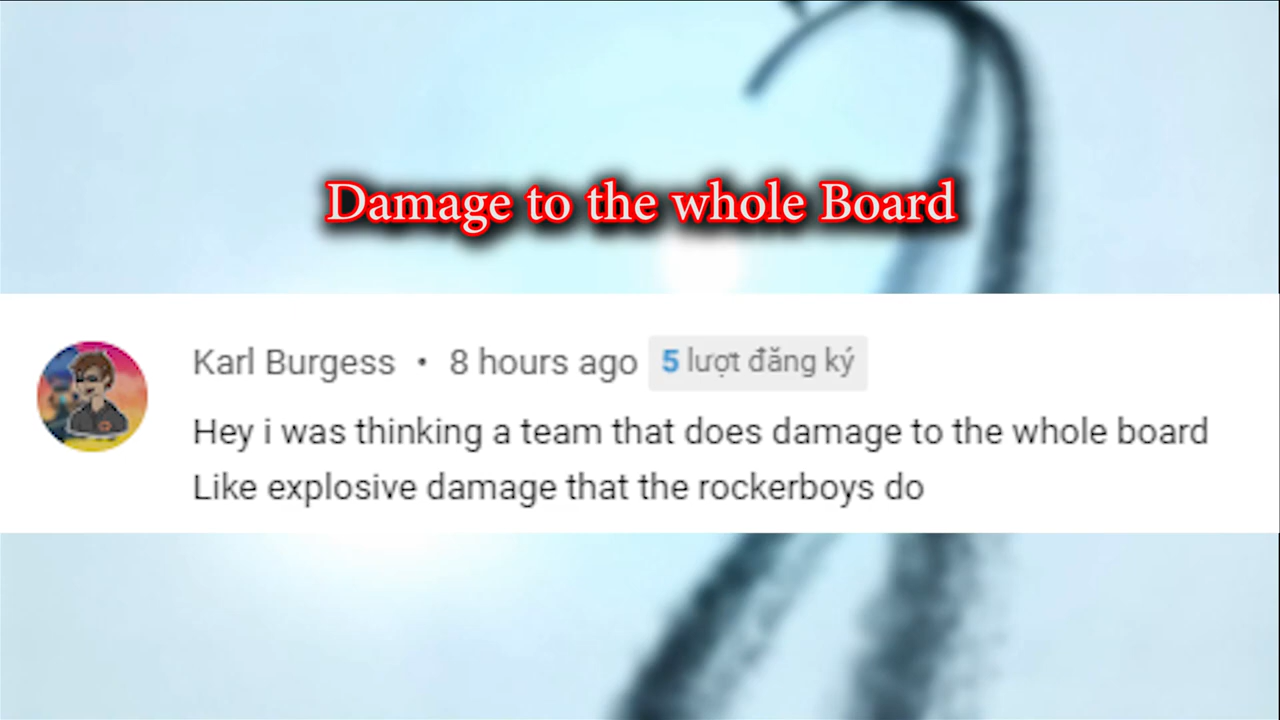 Damage to the whole Board
Karl Burgess • 8 hours ago 5 lượt đăng ký
Hey i was thinking a team that does damage to the whole board
Like explosive damage that the rockerboys do